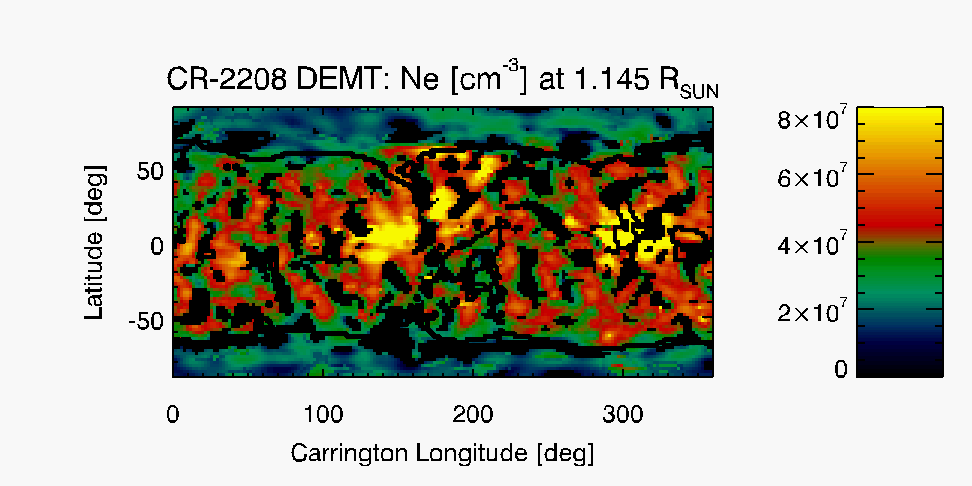 CR-2208 DEMT: Ne [cm⁻³] at 1.145 R_SUN
8×10⁷
50
6×10⁷
Latitude [deg]
0
4×10⁷
-50
2×10⁷
0
0 100 200 300
Carrington Longitude [deg]